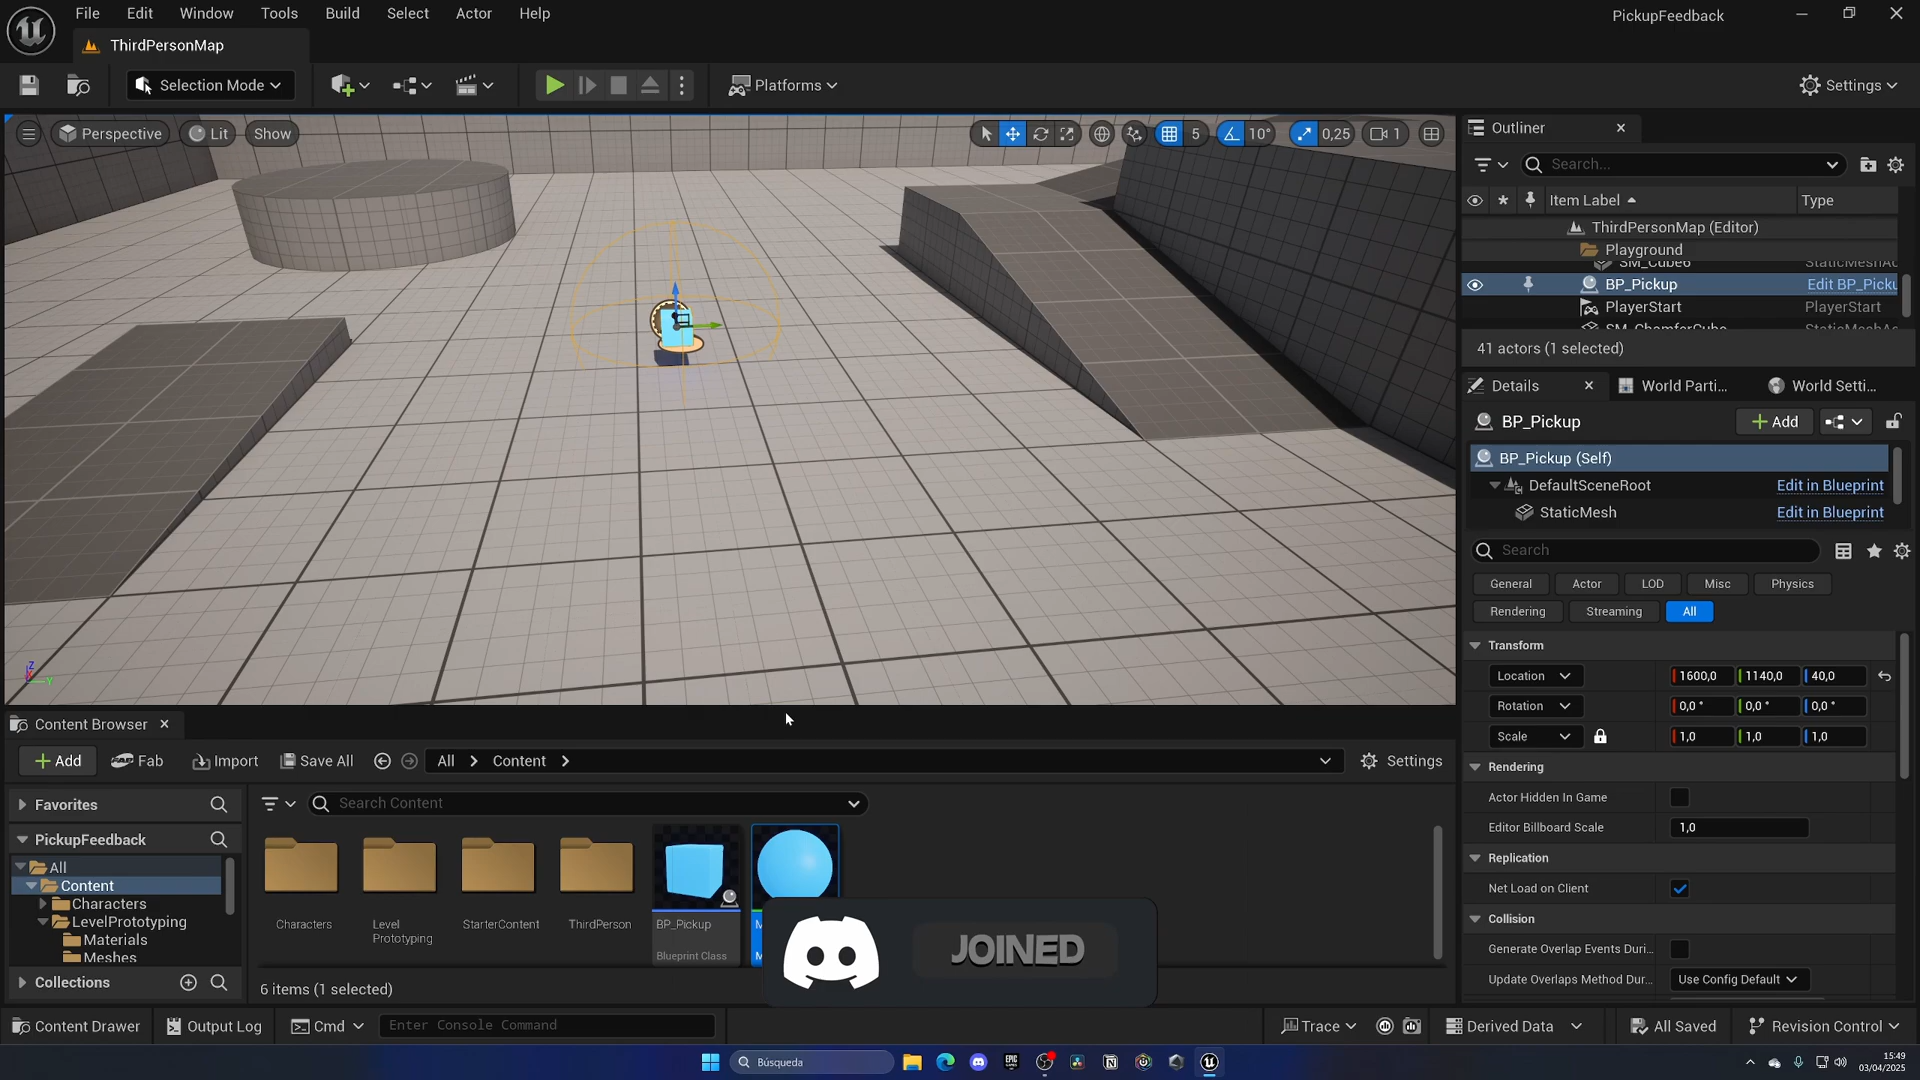 File Edit Window Tools Build Select Actor Help
PickupFeedback
ThirdPersonMap
Selection Mode
Platforms
Settings
Perspective Lit Show
5 10° 0,25 1
Outliner
Search...
Item Label Type
ThirdPersonMap (Editor)
Playground
SM_Cube6 StaticMeshAc
BP_Pickup Edit BP_Picku
PlayerStart PlayerStart
SM_ChamferCube StaticMeshAc
41 actors (1 selected)
Details World Parti... World Setti...
BP_Pickup Add
BP_Pickup (Self)
DefaultSceneRoot Edit in Blueprint
StaticMesh Edit in Blueprint
Search
General Actor LOD Misc Physics
Rendering Streaming All
Transform
Location 1600,0 1140,0 40,0
Rotation 0,0 ° 0,0 ° 0,0 °
Scale 1,0 1,0 1,0
Rendering
Actor Hidden In Game
Editor Billboard Scale 1,0
Replication
Net Load on Client
Collision
Generate Overlap Events Duri...
Update Overlaps Method Dur... Use Config Default
Z
Y
Content Browser
Add Fab Import Save All All Content Settings
Favorites
PickupFeedback
All
Content
Characters
LevelPrototyping
Materials
Meshes
Collections
Search Content
Characters
Level
Prototyping
StarterContent
ThirdPerson
BP_Pickup
Blueprint Class
M
M
JOINED
6 items (1 selected)
Content Drawer Output Log Cmd Enter Console Command Trace Derived Data All Saved Revision Control
Búsqueda
EPIC
15:49
03/04/2025